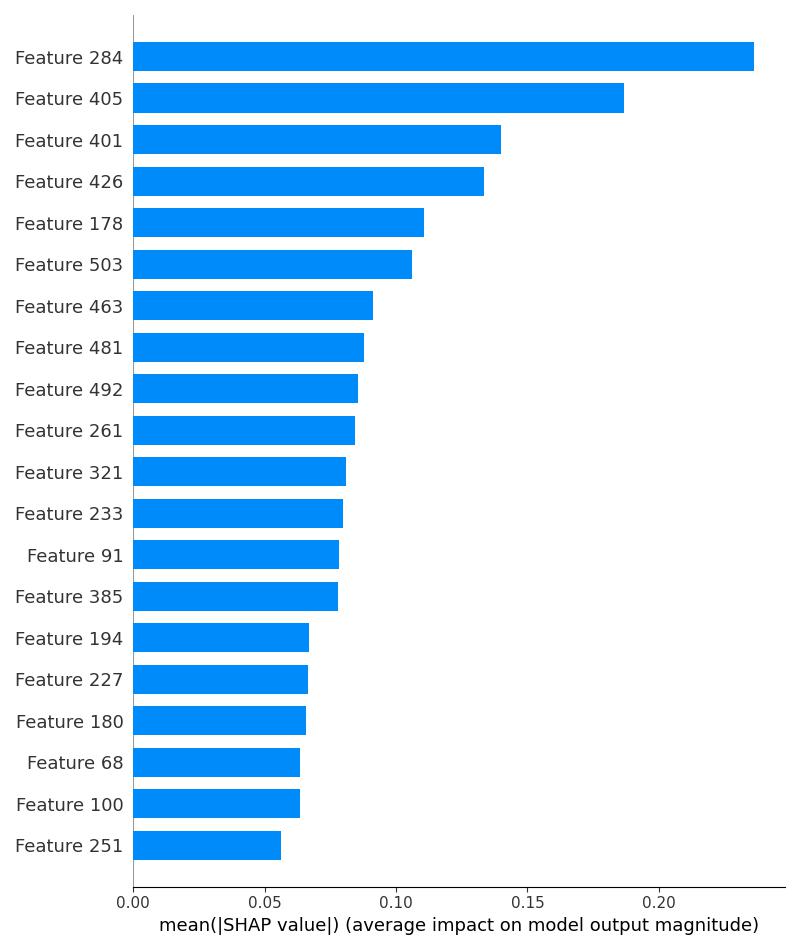 Feature 284
Feature 405
Feature 401
Feature 426
Feature 178
Feature 503
Feature 463
Feature 481
Feature 492
Feature 261
Feature 321
Feature 233
Feature 91
Feature 385
Feature 194
Feature 227
Feature 180
Feature 68
Feature 100
Feature 251
0.00 0.05 0.10 0.15 0.20
mean(|SHAP value|) (average impact on model output magnitude)